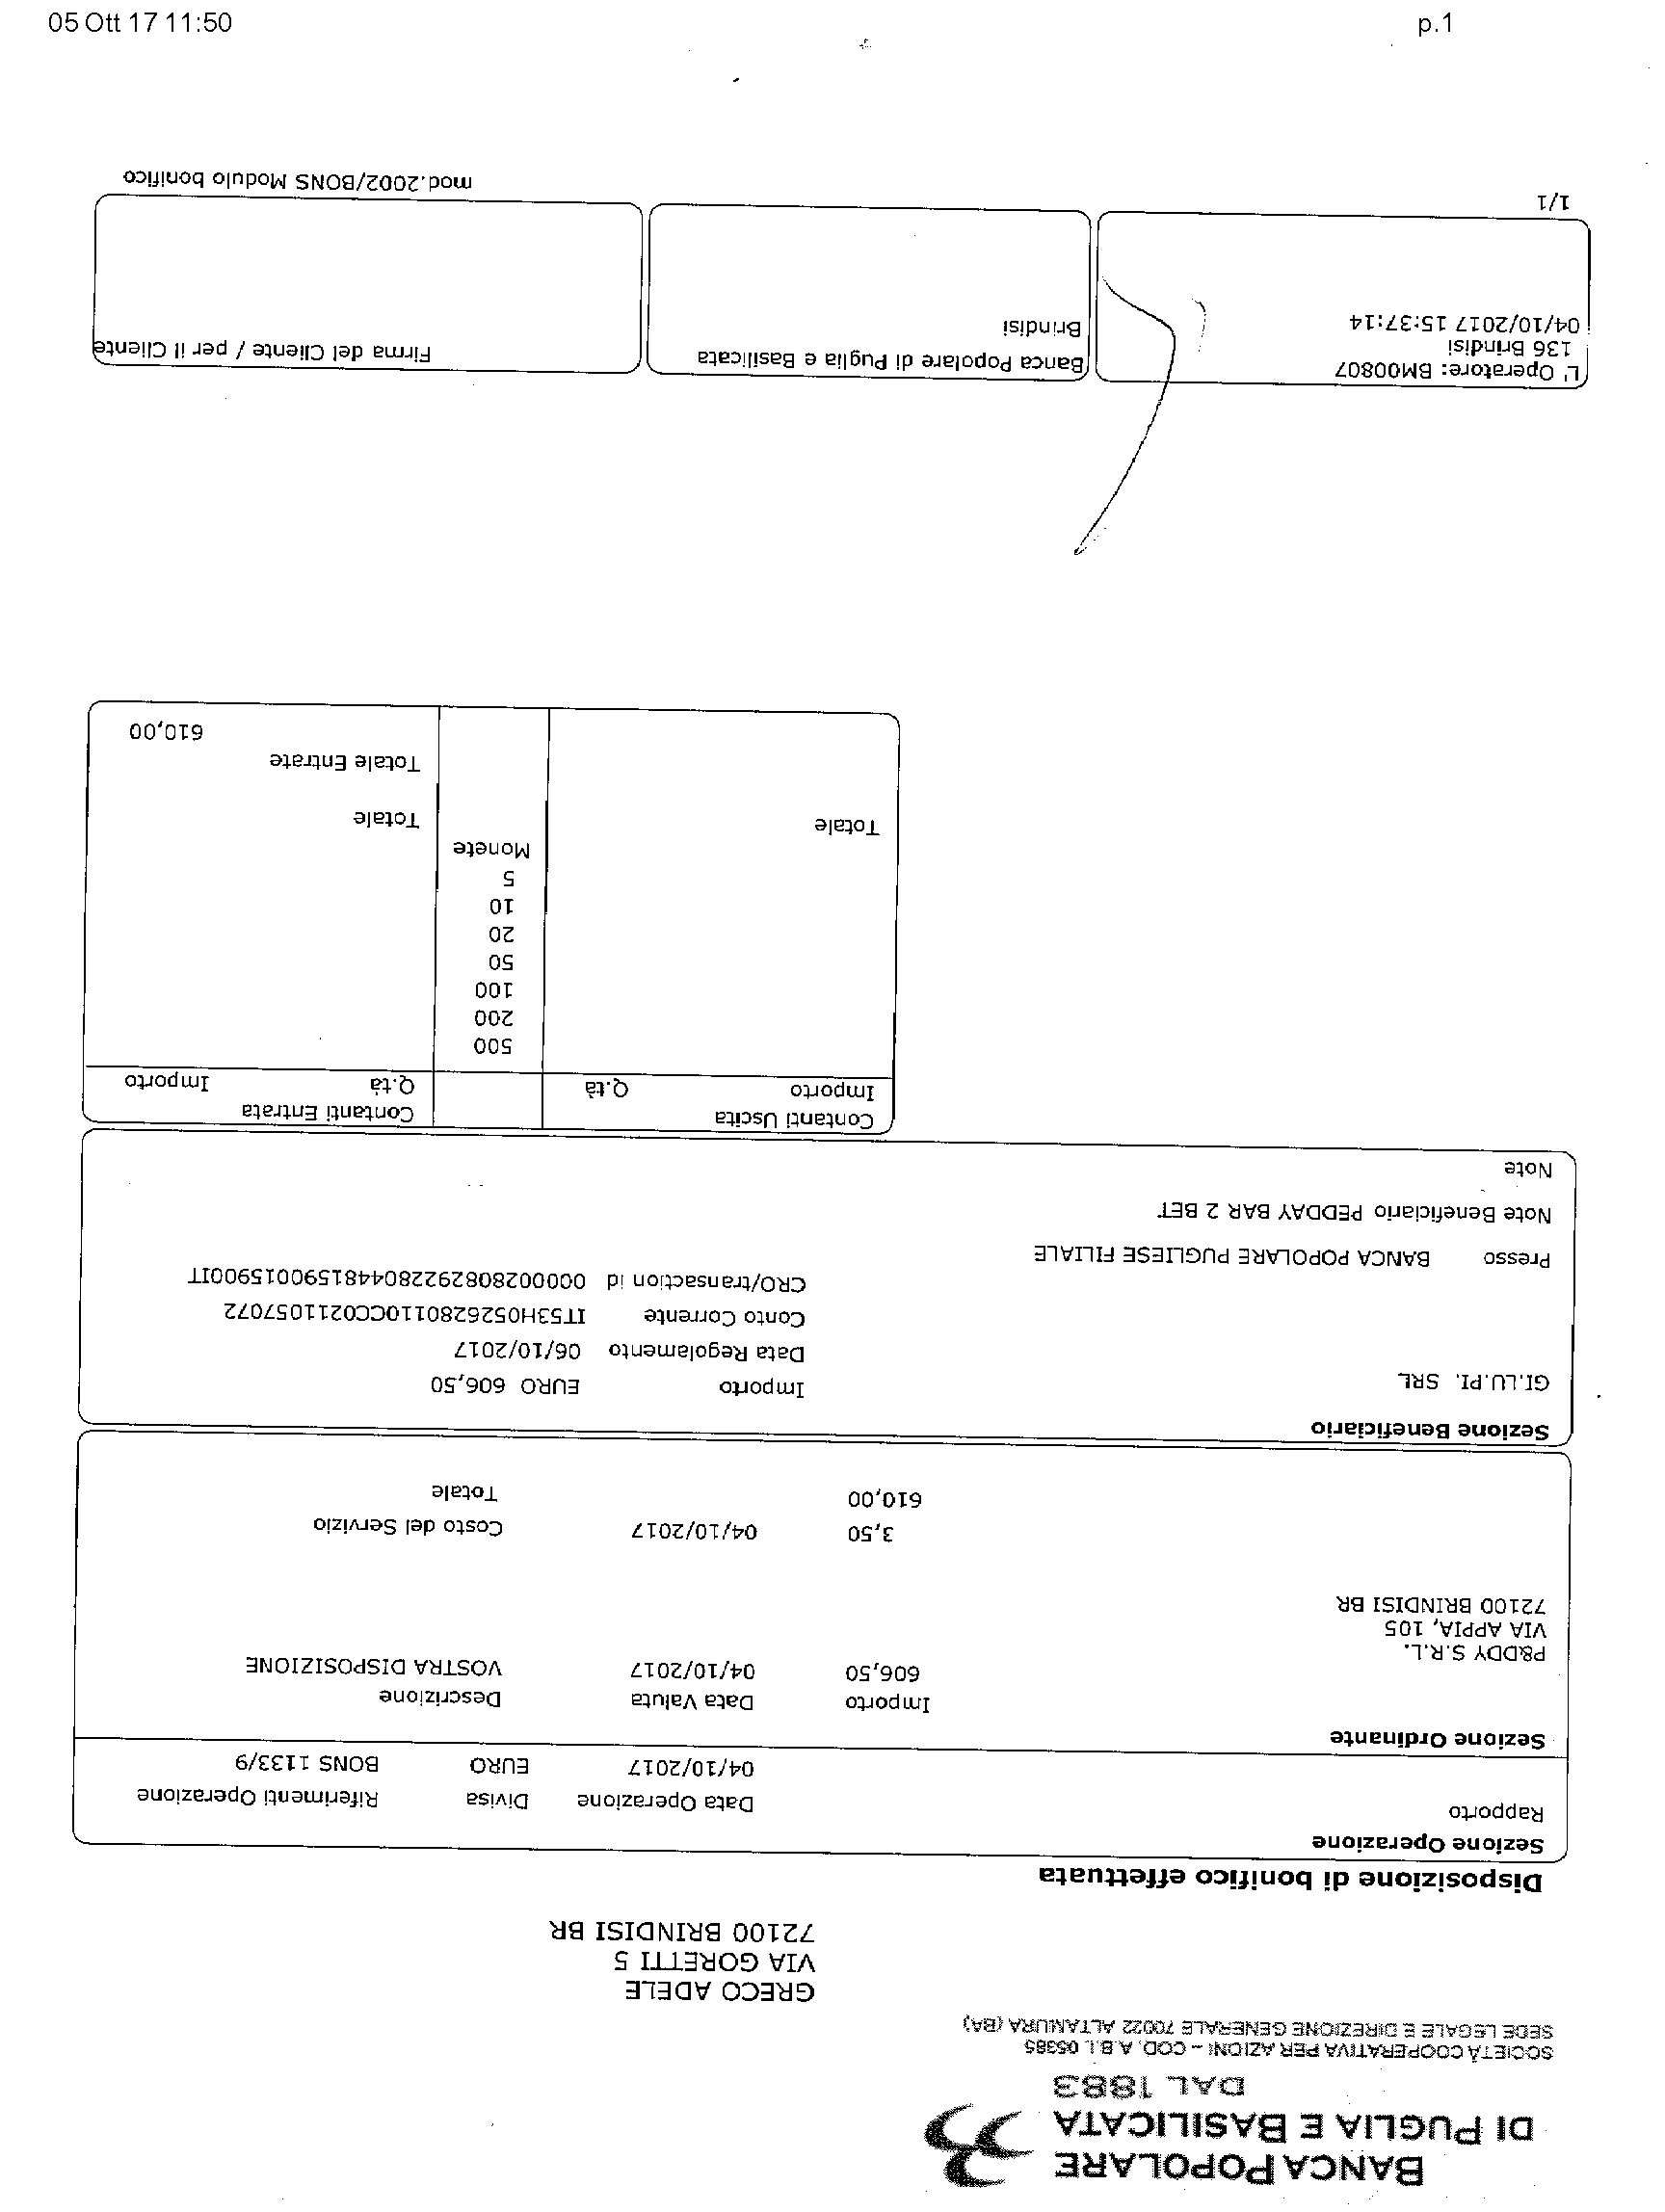 05 Ott 17 11:50
p.1
BANCA POPOLARE
DI PUGLIA E BASILICATA
DAL 1883
SOCIETÀ COOPERATIVA PER AZIONI - COD. A.B.I. 05385
SEDE LEGALE E DIREZIONE GENERALE 70022 ALTAMURA (BA)
GRECO ADELE
VIA GORETTI 5
72100 BRINDISI BR
Disposizione di bonifico effettuata
Sezione Operazione
Rapporto Data Operazione Divisa Riferimenti Operazione
04/10/2017 EURO BONS 1133/9
Sezione Ordinante
Importo Data Valuta Descrizione
P&DDY S.R.L. 606,50 04/10/2017 VOSTRA DISPOSIZIONE
VIA APPIA, 105
72100 BRINDISI BR
3,50 04/10/2017 Costo del Servizio
610,00 Totale
Sezione Beneficiario
GI.LU.PI. SRL Importo EURO 606,50
Data Regolamento 06/10/2017
Conto Corrente IT53H0526280110CC0211057072
CRO/transaction id 0000028082922804481590015900IT
Presso BANCA POPOLARE PUGLIESE FILIALE
Note Beneficiario PEDDAY BAR 2 BET
Note
Contanti Uscita Contanti Entrata
Importo Q.tà Q.tà Importo
500
200
100
50
20
10
5
Monete
Totale Totale
Totale Entrate
610,00
L' Operatore: BM00807
136 Brindisi
04/10/2017 15:37:14
Banca Popolare di Puglia e Basilicata
Brindisi
Firma del Cliente / per il Cliente
1/1
mod.2002/BONS Modulo bonifico